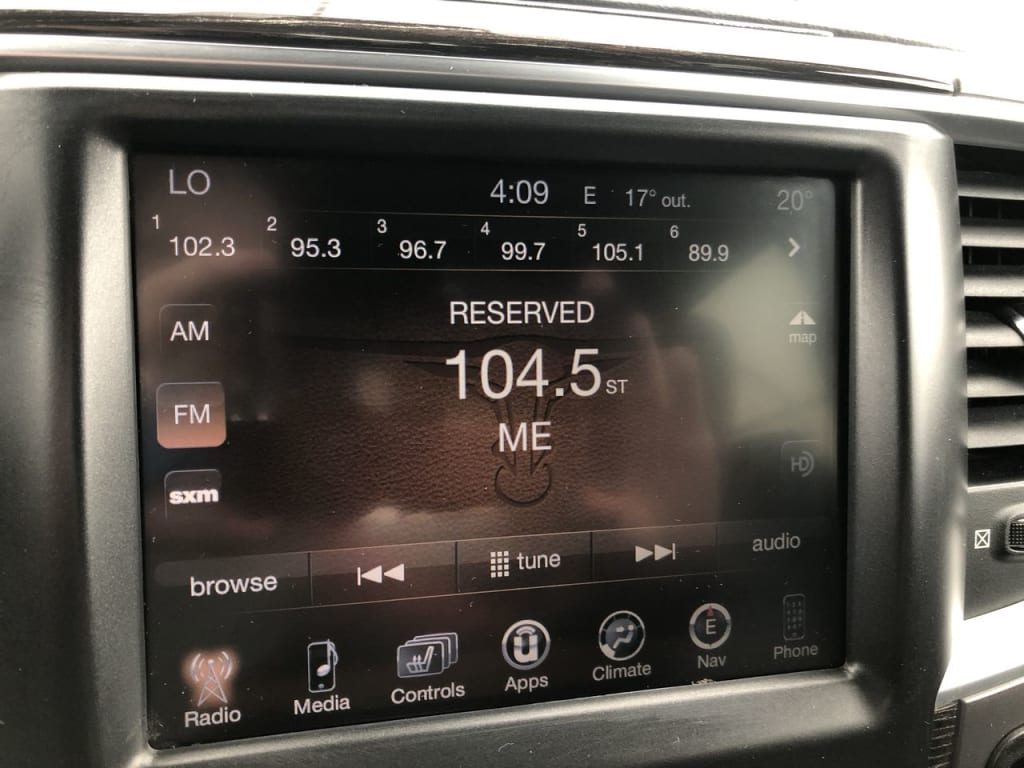 LO 4:09 E 17° out. 20°
1 102.3 2 95.3 3 96.7 4 99.7 5 105.1 6 89.9
RESERVED
AM
map
104.5 ST
FM
ME
HD
sxm
browse tune audio
Radio Media Controls Apps Climate E Nav Phone